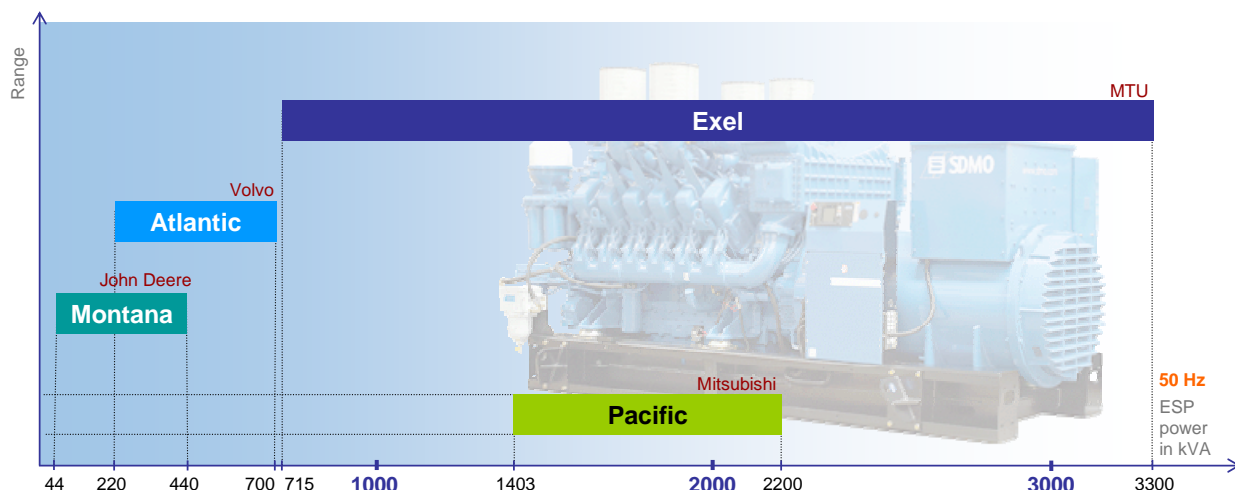 Range
MTU
Exel
SDMO
Volvo
Atlantic
John Deere
Montana
Mitsubishi
Pacific
50 Hz
ESP
power
in kVA
44 220 440 700 715 1000 1403 2000 2200 3000 3300